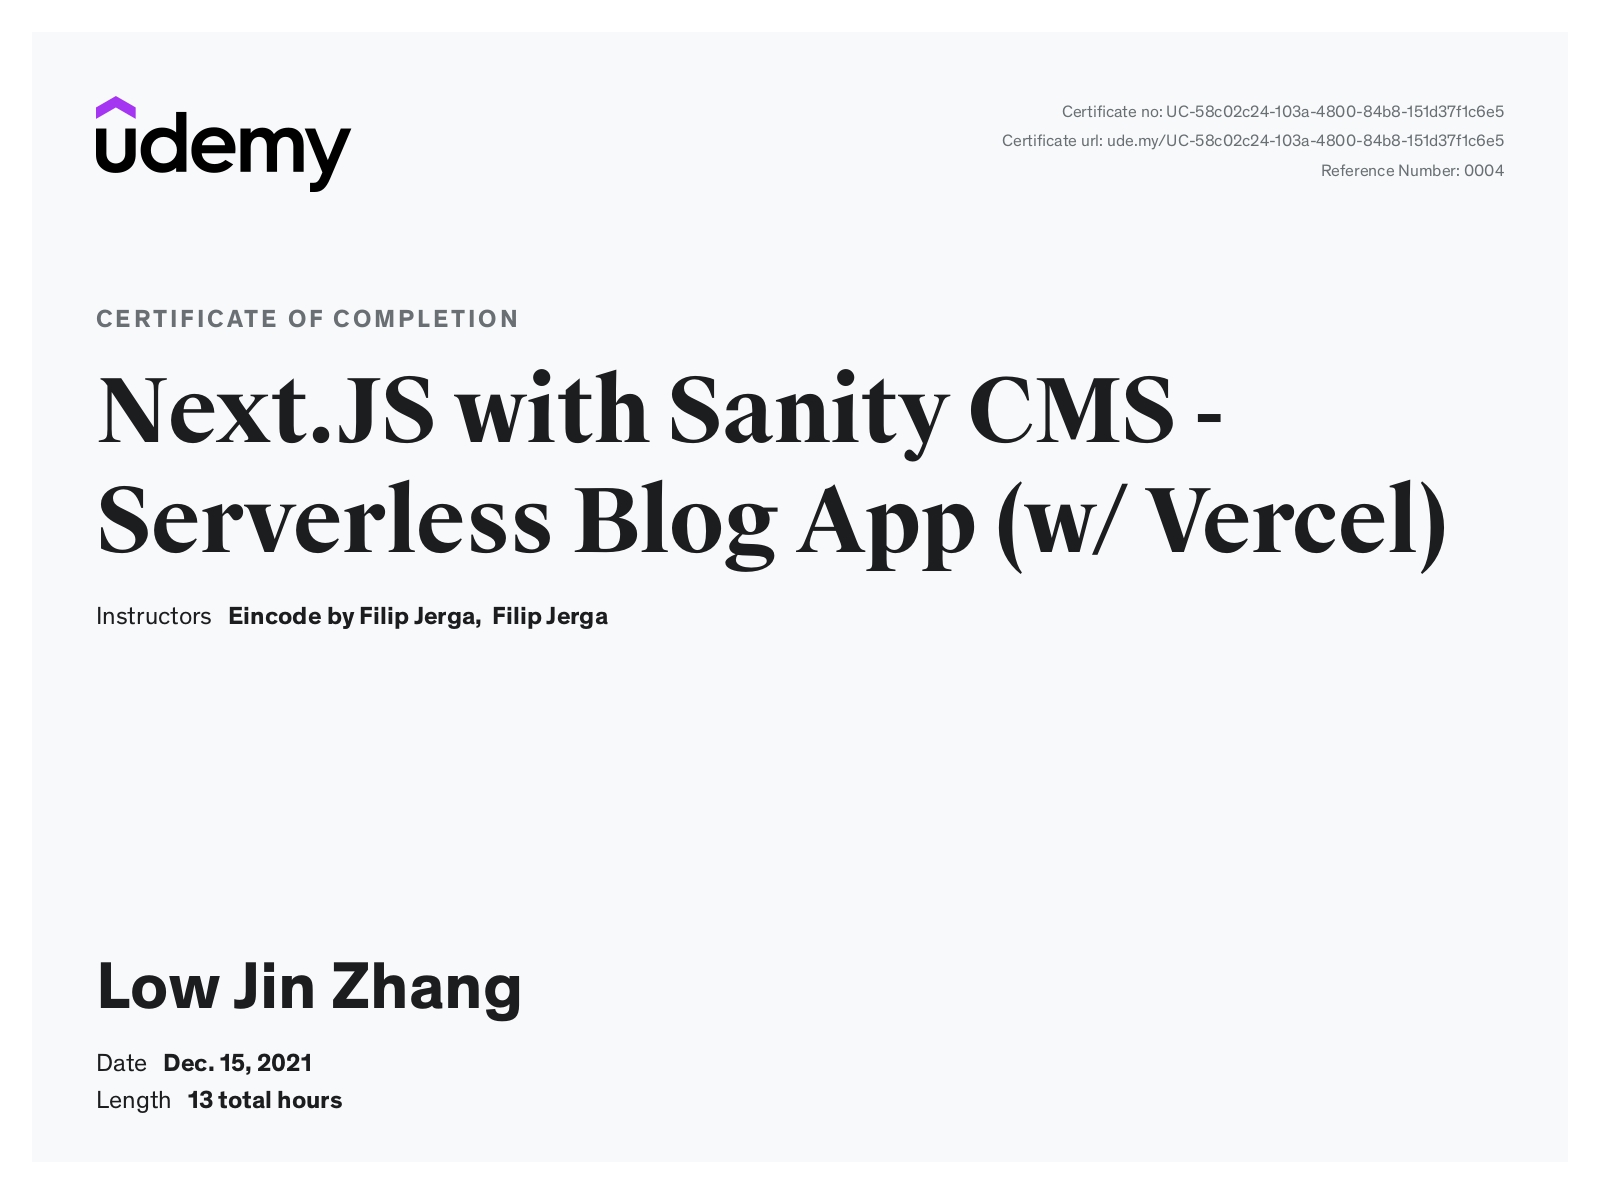 udemy
Certificate no: UC-58c02c24-103a-4800-84b8-151d37f1c6e5
Certificate url: ude.my/UC-58c02c24-103a-4800-84b8-151d37f1c6e5
Reference Number: 0004
CERTIFICATE OF COMPLETION
Next.JS with Sanity CMS -
Serverless Blog App (w/ Vercel)
Instructors Eincode by Filip Jerga, Filip Jerga
Low Jin Zhang
Date Dec. 15, 2021
Length 13 total hours